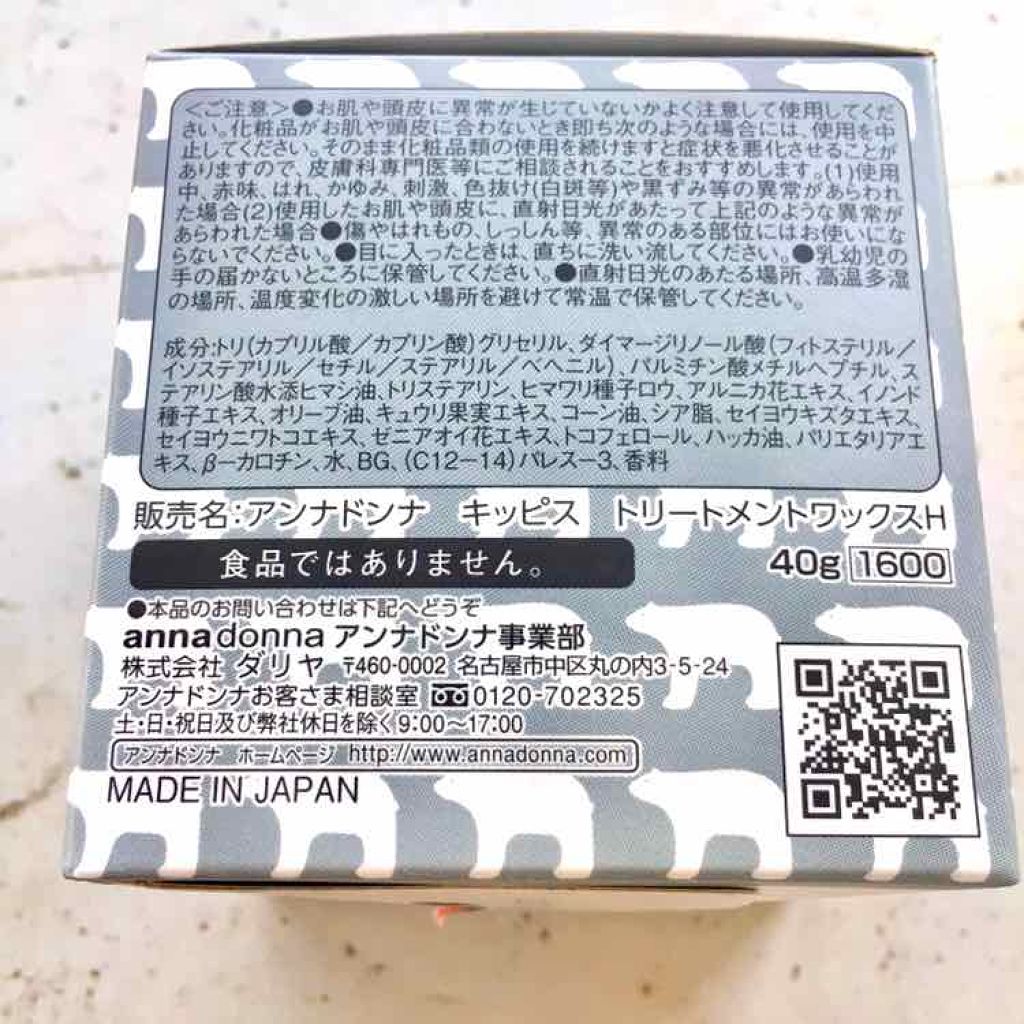 <ご注意>●お肌や頭皮に異常が生じていないかよく注意して使用してくだ
さい。化粧品がお肌や頭皮に合わないとき即ち次のような場合には、使用を中
止してください。そのまま化粧品類の使用を続けますと症状を悪化させることが
ありますので、皮膚科専門医等にご相談されることをおすすめします。(1)使用
中、赤味、はれ、かゆみ、刺激、色抜け(白斑等)や黒ずみ等の異常があらわれ
た場合(2)使用したお肌や頭皮に、直射日光があたって上記のような異常が
あらわれた場合●傷やはれもの、しっしん等、異常のある部位にはお使いにな
らないでください。●目に入ったときは、直ちに洗い流してください。●乳幼児の
手の届かないところに保管してください。●直射日光のあたる場所、高温多湿
の場所、温度変化の激しい場所を避けて常温で保管してください。
成分:トリ(カプリル酸/カプリン酸)グリセリル、ダイマージリノール酸(フィトステリル/
イソステアリル/セチル/ステアリル/ベヘニル)、パルミチン酸メチルヘプチル、ス
テアリン酸水添ヒマシ油、トリステアリン、ヒマワリ種子ロウ、アルニカ花エキス、イノンド
種子エキス、オリーブ油、キュウリ果実エキス、コーン油、シア脂、セイヨウキズタエキス、
セイヨウニワトコエキス、ゼニアオイ花エキス、トコフェロール、ハッカ油、パリエタリアエ
キス、β-カロチン、水、BG、(C12-14)パレス-3、香料
販売名:アンナドンナ キッピス トリートメントワックスH
食品ではありません。 40g 1600
●本品のお問い合わせは下記へどうぞ
anna donna アンナドンナ事業部
株式会社 ダリヤ 〒460-0002 名古屋市中区丸の内3-5-24
アンナドンナお客さま相談室 0120-702325
土・日・祝日及び弊社休日を除く9:00〜17:00
アンナドンナ ホームページ http://www.annadonna.com
MADE IN JAPAN